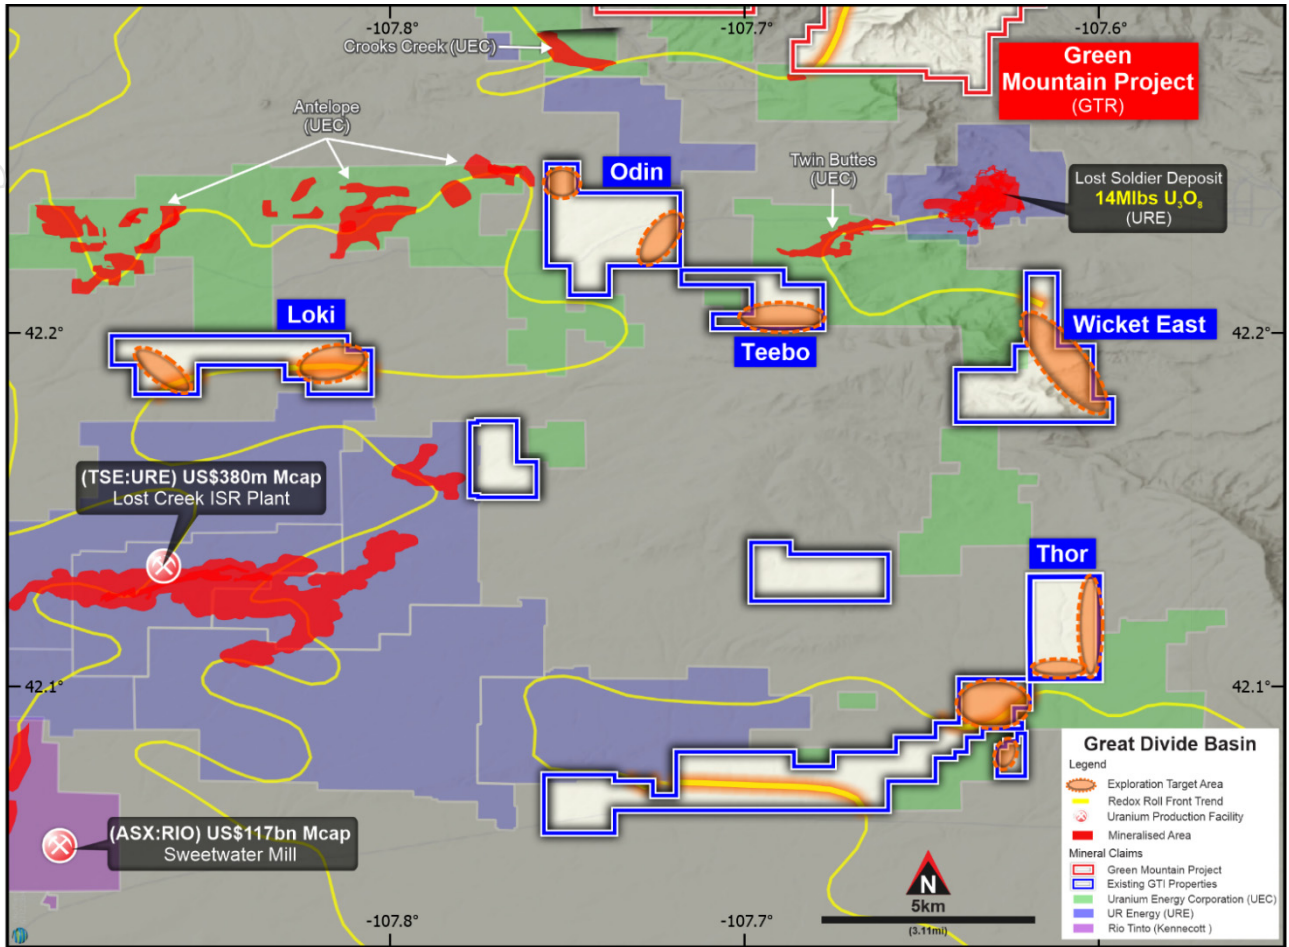 -107.8°
-107.7°
-107.6°
Crooks Creek (UEC)
Green
Mountain Project
(GTR)
Antelope
(UEC)
Odin
Twin Buttes
(UEC)
Lost Soldier Deposit
14Mlbs U₃O₈
(URE)
42.2°
Loki
Teebo
Wicket East
42.2°
(TSE:URE) US$380m Mcap
Lost Creek ISR Plant
Thor
42.1°
42.1°
(ASX:RIO) US$117bn Mcap
Sweetwater Mill
N
5km
(3.11mi)
-107.8°
-107.7°
-107.6°
Great Divide Basin
Legend
Exploration Target Area
Redox Roll Front Trend
Uranium Production Facility
Mineralised Area
Mineral Claims
Green Mountain Project
Existing GTI Properties
Uranium Energy Corporation (UEC)
UR Energy (URE)
Rio Tinto (Kennecott )